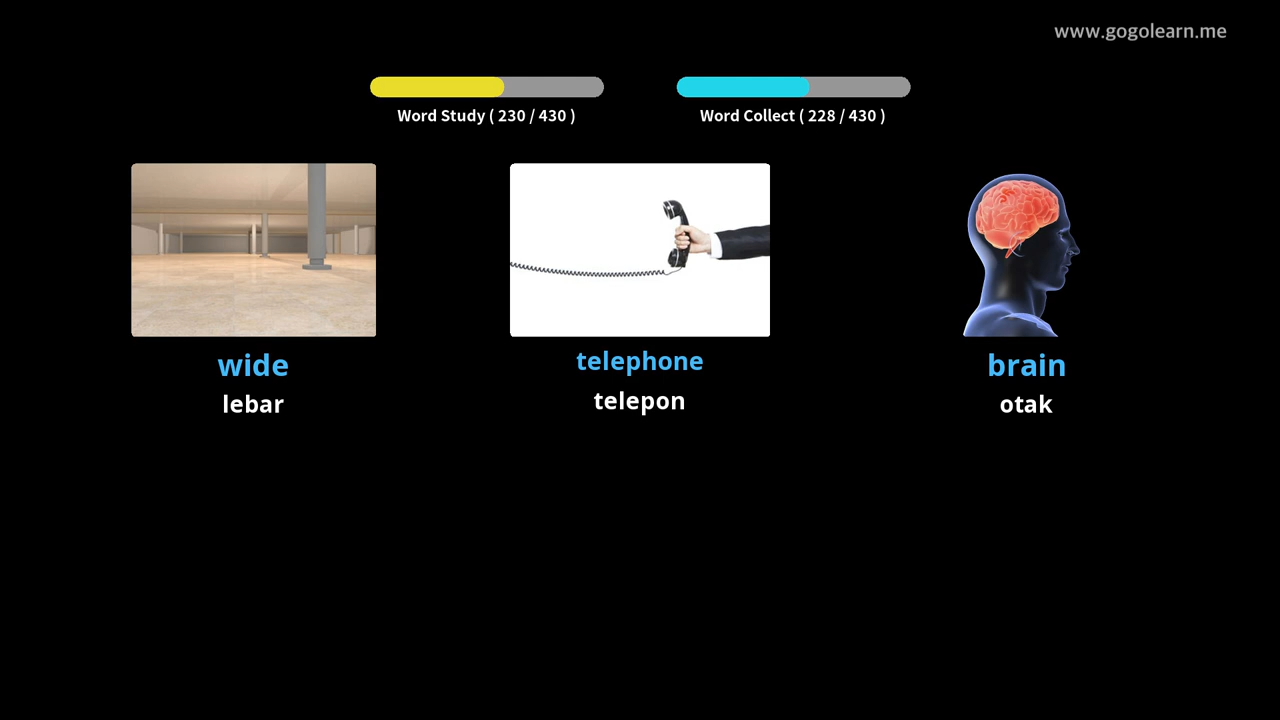 www.gogolearn.me
Word Study ( 230 / 430 )
Word Collect ( 228 / 430 )
wide
lebar
telephone
telepon
brain
otak